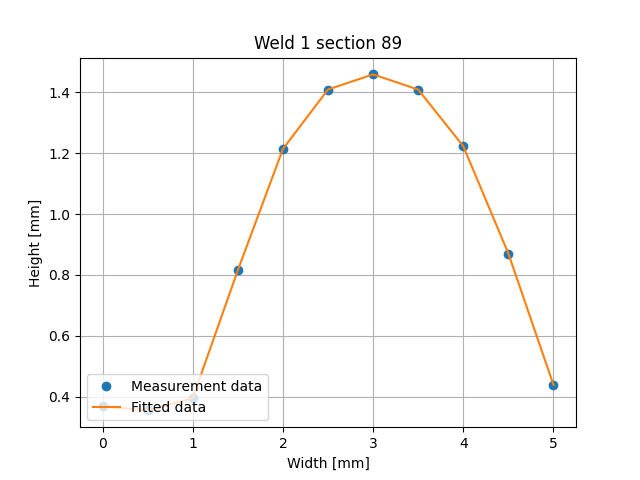 Weld 1 section 89
Height [mm]
1.4
1.2
1.0
0.8
0.6
0.4
Measurement data
Fitted data
0 1 2 3 4 5
Width [mm]